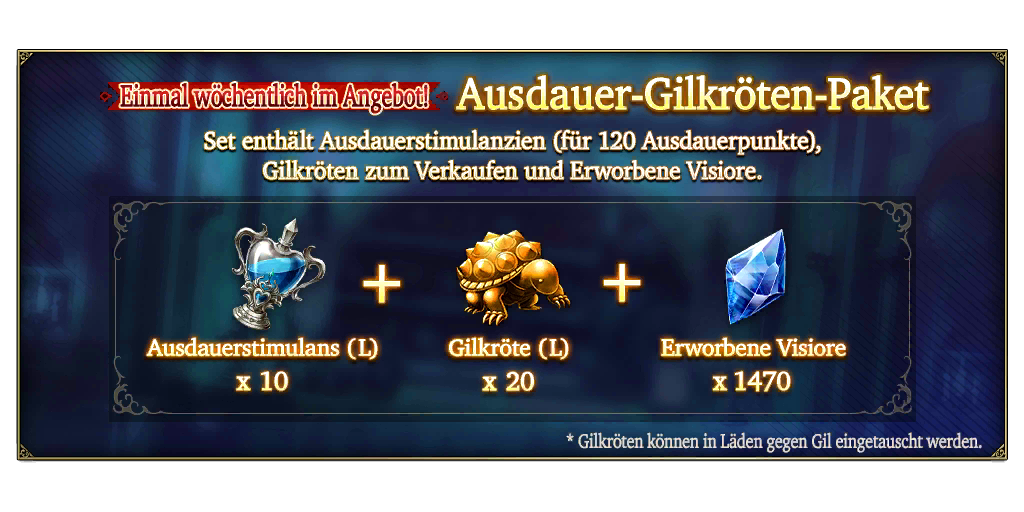 Einmal wöchentlich im Angebot! Ausdauer-Gilkröten-Paket
Set enthält Ausdauerstimulanzien (für 120 Ausdauerpunkte),
Gilkröten zum Verkaufen und Erworbene Visiore.
+ +
Ausdauerstimulans (L) Gilkröte (L) Erworbene Visiore
x 10 x 20 x 1470
* Gilkröten können in Läden gegen Gil eingetauscht werden.